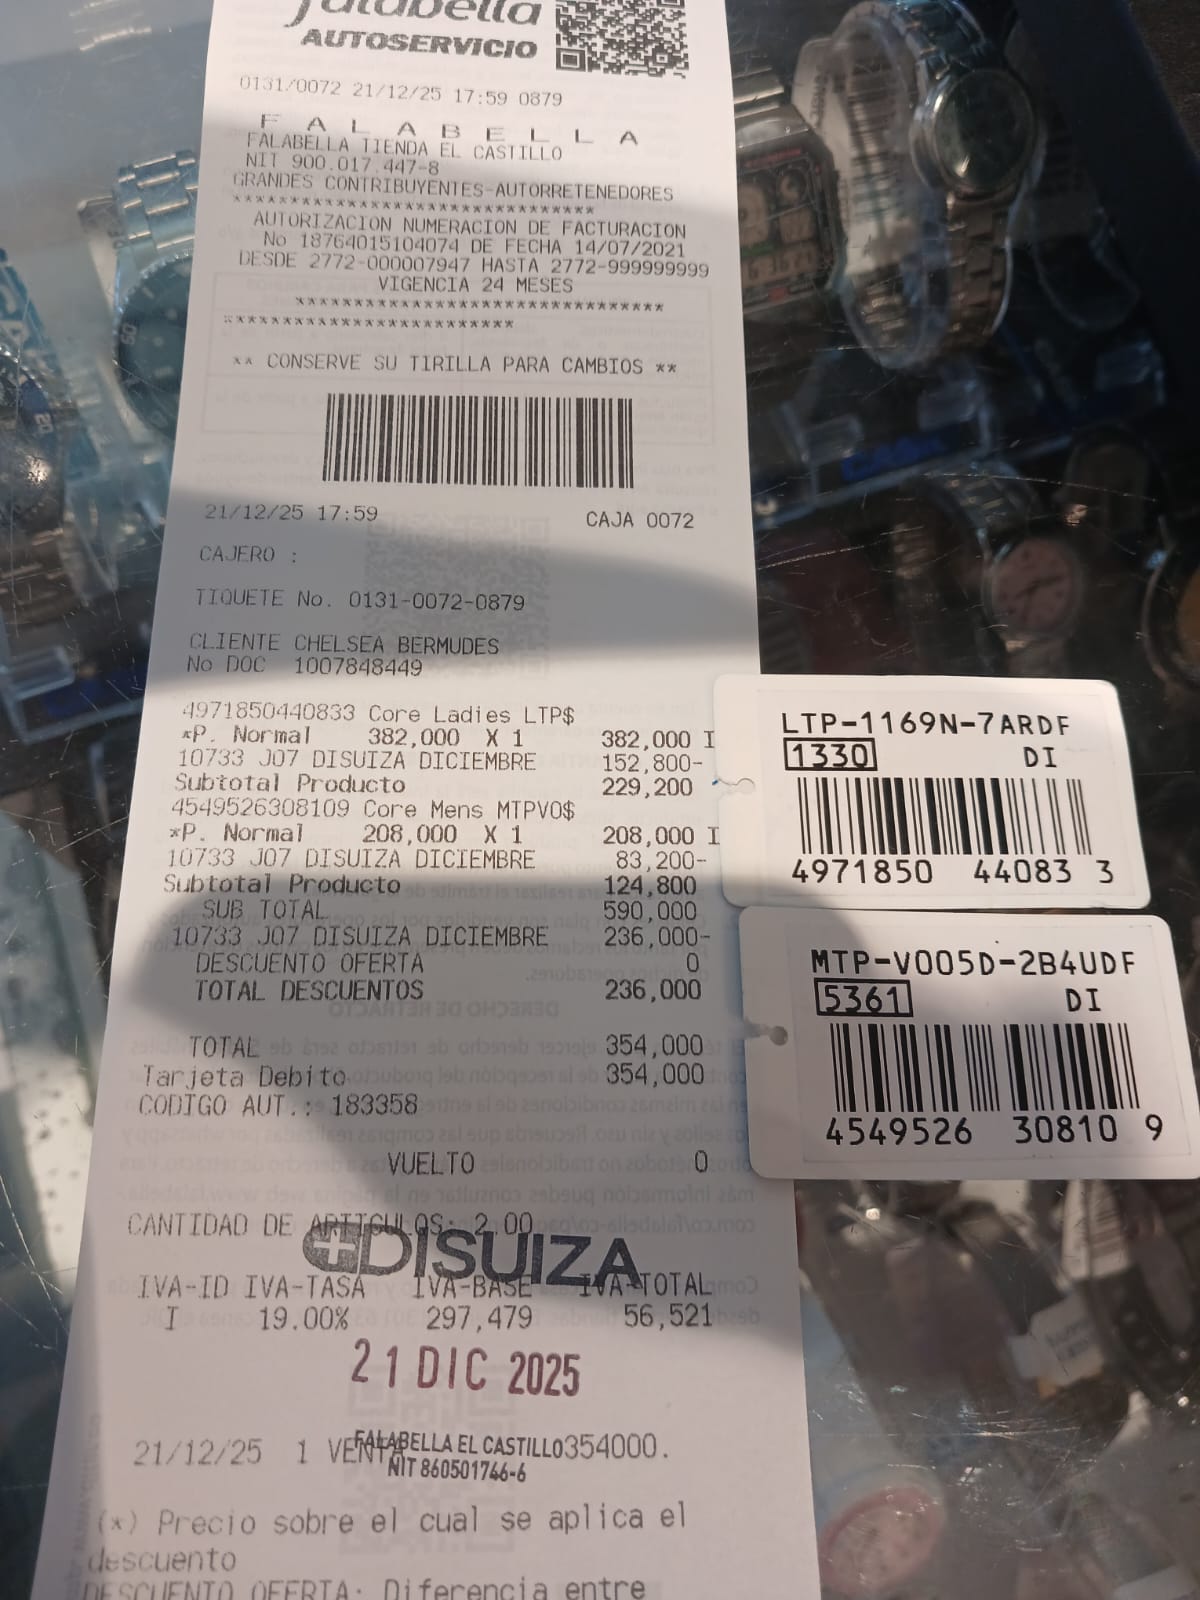 falabella
AUTOSERVICIO
0131/0072 21/12/25 17:59 0879
F A L A B E L L A
FALABELLA TIENDA EL CASTILLO
NIT 900.017.447-8
GRANDES CONTRIBUYENTES-AUTORRETENEDORES
***********************************
AUTORIZACION NUMERACION DE FACTURACION
No 18764015104074 DE FECHA 14/07/2021
DESDE 2772-000007947 HASTA 2772-999999999
VIGENCIA 24 MESES
***********************************
****************************
** CONSERVE SU TIRILLA PARA CAMBIOS **
21/12/25 17:59 CAJA 0072
CAJERO :
TIQUETE No. 0131-0072-0879
CLIENTE CHELSEA BERMUDES
No DOC 1007848449
4971850440833 Core Ladies LTP$
*P. Normal 382,000 X 1 382,000 I
10733 J07 DISUIZA DICIEMBRE 152,800-
Subtotal Producto 229,200
4549526308109 Core Mens MTPVO$
*P. Normal 208,000 X 1 208,000 I
10733 J07 DISUIZA DICIEMBRE 83,200-
Subtotal Producto 124,800
SUB TOTAL 590,000
10733 J07 DISUIZA DICIEMBRE 236,000-
DESCUENTO OFERTA 0
TOTAL DESCUENTOS 236,000
TOTAL 354,000
Tarjeta Debito 354,000
CODIGO AUT.: 183358
VUELTO 0
CANTIDAD DE ARTICULOS: 2.00
DISUIZA
IVA-ID IVA-TASA IVA-BASE IVA-TOTAL
I 19.00% 297,479 56,521
21 DIC 2025
21/12/25 1 VENTA 354000.
FALABELLA EL CASTILLO
NIT 860501746-6
(*) Precio sobre el cual se aplica el
descuento
DESCUENTO OFERTA: Diferencia entre
LTP-1169N-7ARDF
1330 DI
4971850 44083 3
MTP-V005D-2B4UDF
5361 DI
4549526 30810 9